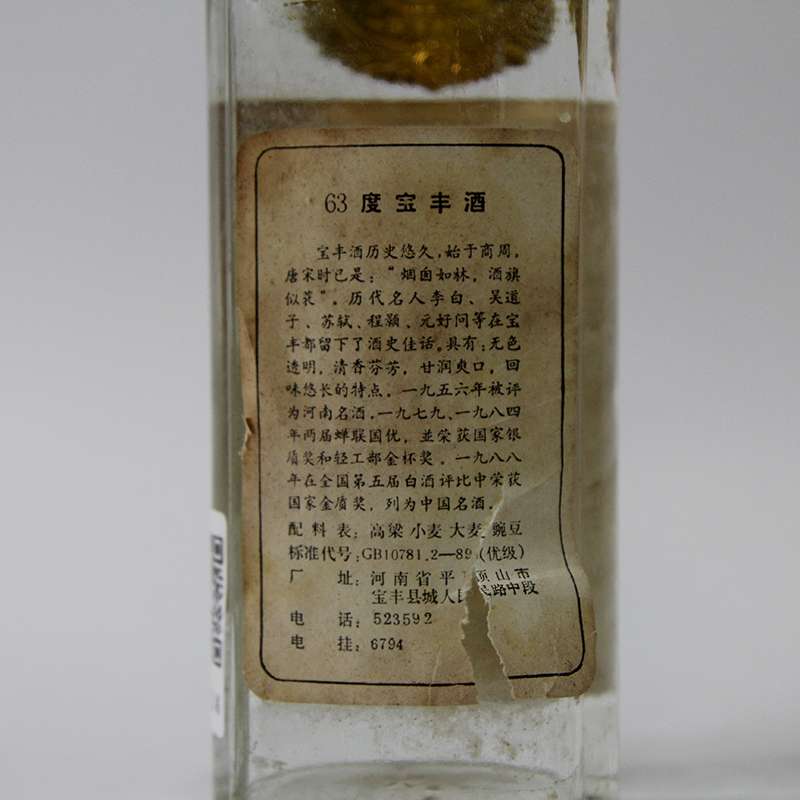 63度宝丰酒
宝丰酒历史悠久，始于商周，
唐宋时已是：“烟囱如林，酒旗
似花”。历代名人李白、吴道
子、苏轼、程颢、元好问等在宝
丰都留下了酒史佳话。具有：无色
透明，清香芬芳，甘润爽口，回
味悠长的特点。一九五六年被评
为河南名酒。一九七九、一九八四
年两届蝉联国优，並荣获国家银
质奖和轻工部金杯奖。一九八八
年在全国第五届白酒评比中荣获
国家金质奖，列为中国名酒。
配料表：高梁 小麦 大麦 豌豆
标准代号：GB10781.2—89（优级）
厂 址：河南省平顶山市
宝丰县城人民路中段
电 话：523592
电 挂：6794